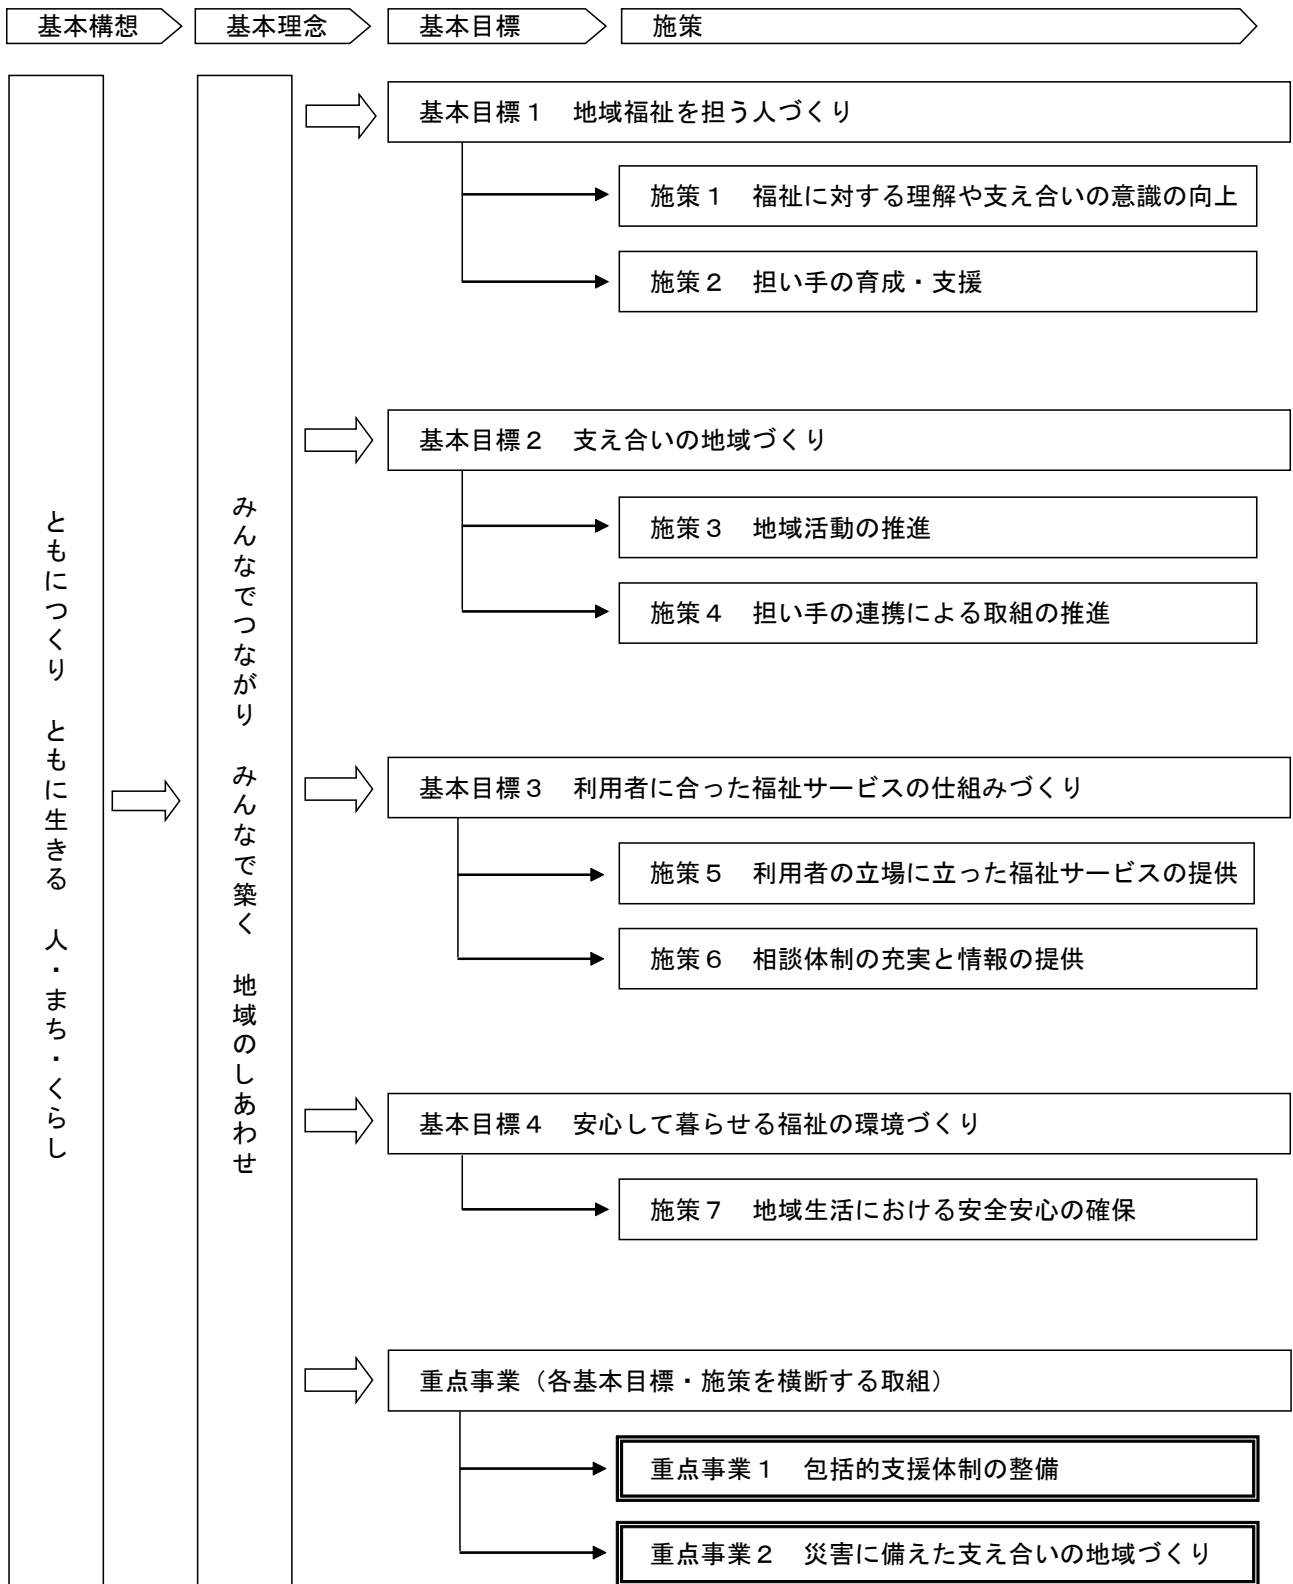 基本構想
基本理念
基本目標
施策
ともにつくり　ともに生きる　人・まち・くらし
みんなでつながり　みんなで築く　地域のしあわせ
基本目標１　地域福祉を担う人づくり
施策１　福祉に対する理解や支え合いの意識の向上
施策２　担い手の育成・支援
基本目標２　支え合いの地域づくり
施策３　地域活動の推進
施策４　担い手の連携による取組の推進
基本目標３　利用者に合った福祉サービスの仕組みづくり
施策５　利用者の立場に立った福祉サービスの提供
施策６　相談体制の充実と情報の提供
基本目標４　安心して暮らせる福祉の環境づくり
施策７　地域生活における安全安心の確保
重点事業（各基本目標・施策を横断する取組）
重点事業１　包括的支援体制の整備
重点事業２　災害に備えた支え合いの地域づくり